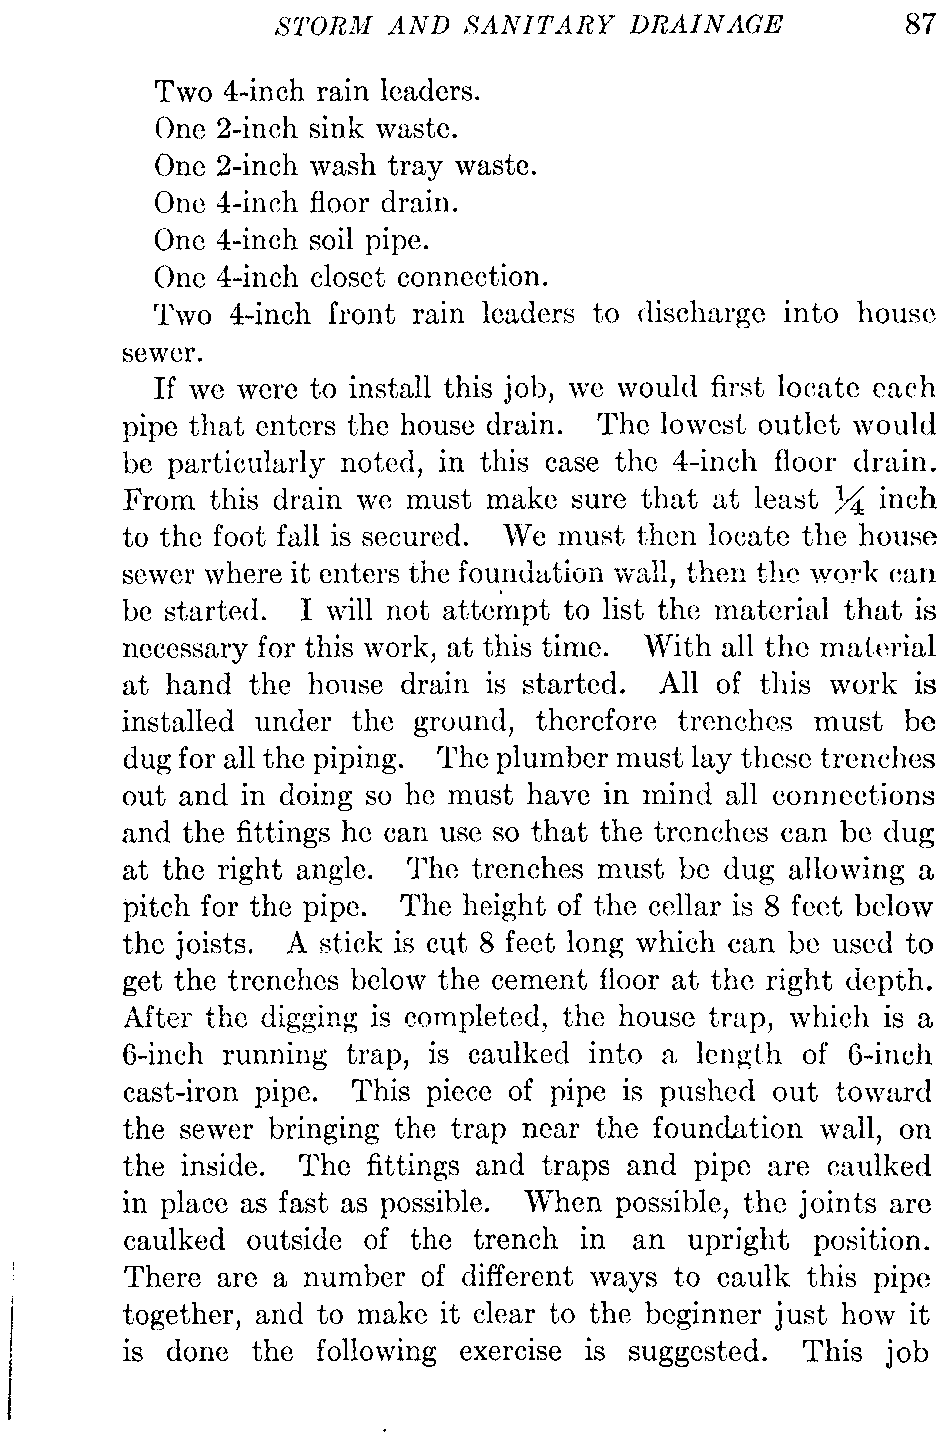 STORM AND SANITARY DRAINAGE 87
Two 4-inch rain leaders.
One 2-inch sink waste.
One 2-inch wash tray waste.
One 4-inch floor drain.
One 4-inch soil pipe.
One 4-inch closet connection.
Two 4-inch front rain leaders to discharge into house
sewer.
If we were to install this job, we would first locate each
pipe that enters the house drain. The lowest outlet would
be particularly noted, in this case the 4-inch floor drain.
From this drain we must make sure that at least ¼ inch
to the foot fall is secured. We must then locate the house
sewer where it enters the foundation wall, then the work can
be started. I will not attempt to list the material that is
necessary for this work, at this time. With all the material
at hand the house drain is started. All of this work is
installed under the ground, therefore trenches must be
dug for all the piping. The plumber must lay these trenches
out and in doing so he must have in mind all connections
and the fittings he can use so that the trenches can be dug
at the right angle. The trenches must be dug allowing a
pitch for the pipe. The height of the cellar is 8 feet below
the joists. A stick is cut 8 feet long which can be used to
get the trenches below the cement floor at the right depth.
After the digging is completed, the house trap, which is a
6-inch running trap, is caulked into a length of 6-inch
cast-iron pipe. This piece of pipe is pushed out toward
the sewer bringing the trap near the foundation wall, on
the inside. The fittings and traps and pipe are caulked
in place as fast as possible. When possible, the joints are
caulked outside of the trench in an upright position.
There are a number of different ways to caulk this pipe
together, and to make it clear to the beginner just how it
is done the following exercise is suggested. This job